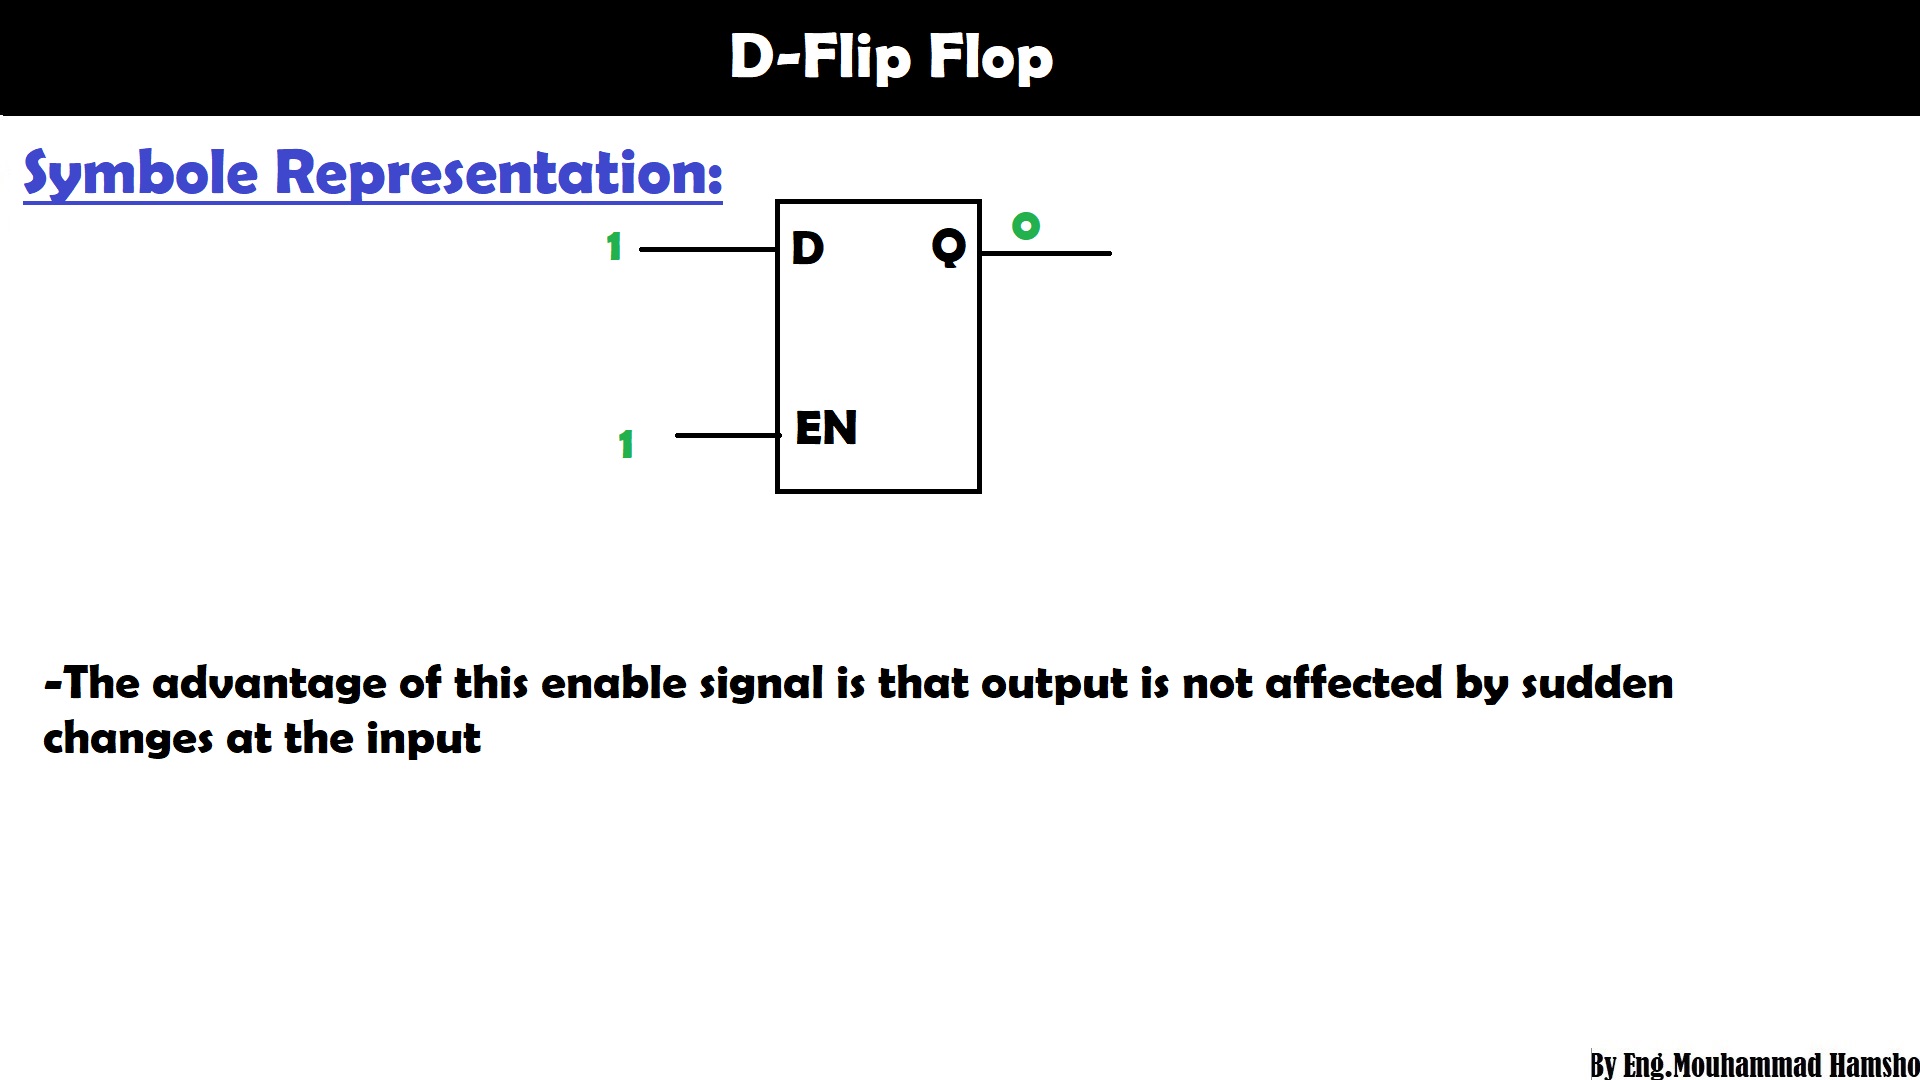 D-Flip Flop
Symbole Representation:
1
D
Q
0
1
EN
-The advantage of this enable signal is that output is not affected by sudden
changes at the input
By Eng.Mouhammad Hamsho